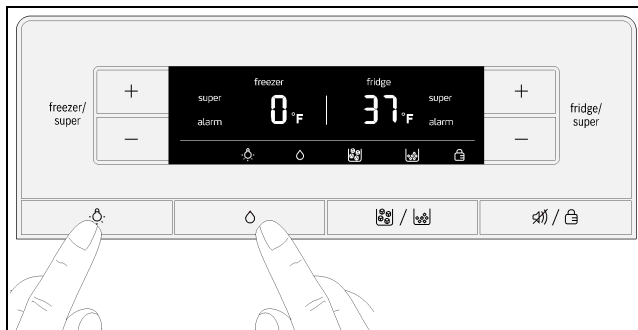 freezer/
super
+
−
super
alarm
freezer
0 °F
fridge
37 °F
super
alarm
+
−
fridge/
super
/
/